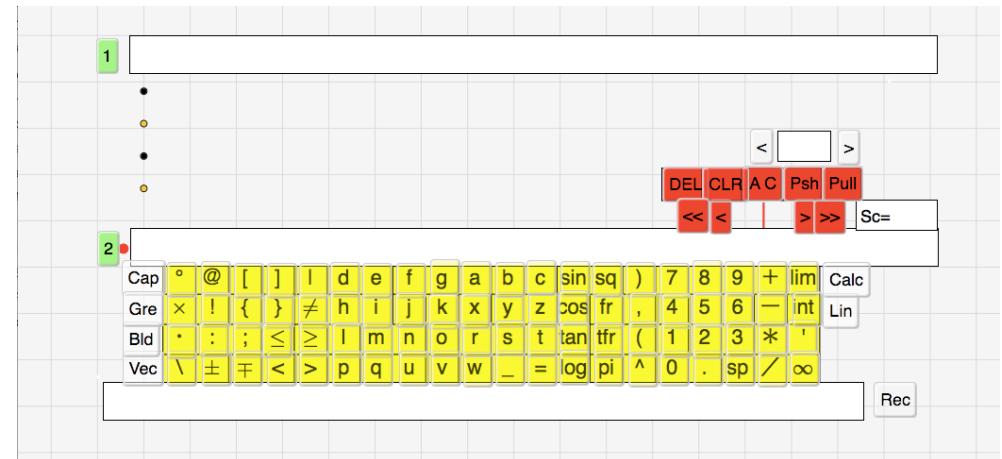 1
< >
DEL CLR A C Psh Pull
<< < | > >> Sc=
2
Cap ° @ [ ] | d e f g a b c sin sq ) 7 8 9 + lim Calc
Gre × ! { } ≠ h i j k x y z cos fr , 4 5 6 — int Lin
Bld · : ; ≤ ≥ l m n o r s t tan tfr ( 1 2 3 * '
Vec \ ± ∓ < > p q u v w _ = log pi ^ 0 . sp / ∞
Rec